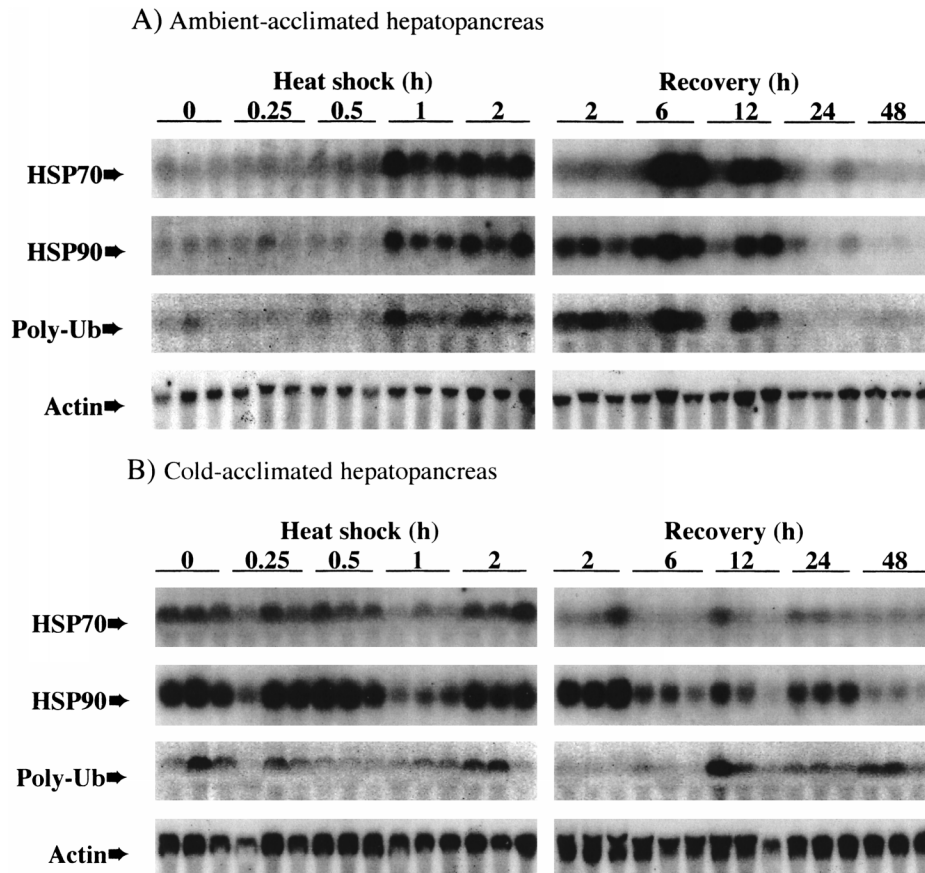 A) Ambient-acclimated hepatopancreas
Heat shock (h) Recovery (h)
0 0.25 0.5 1 2 2 6 12 24 48
HSP70
HSP90
Poly-Ub
Actin
B) Cold-acclimated hepatopancreas
Heat shock (h) Recovery (h)
0 0.25 0.5 1 2 2 6 12 24 48
HSP70
HSP90
Poly-Ub
Actin